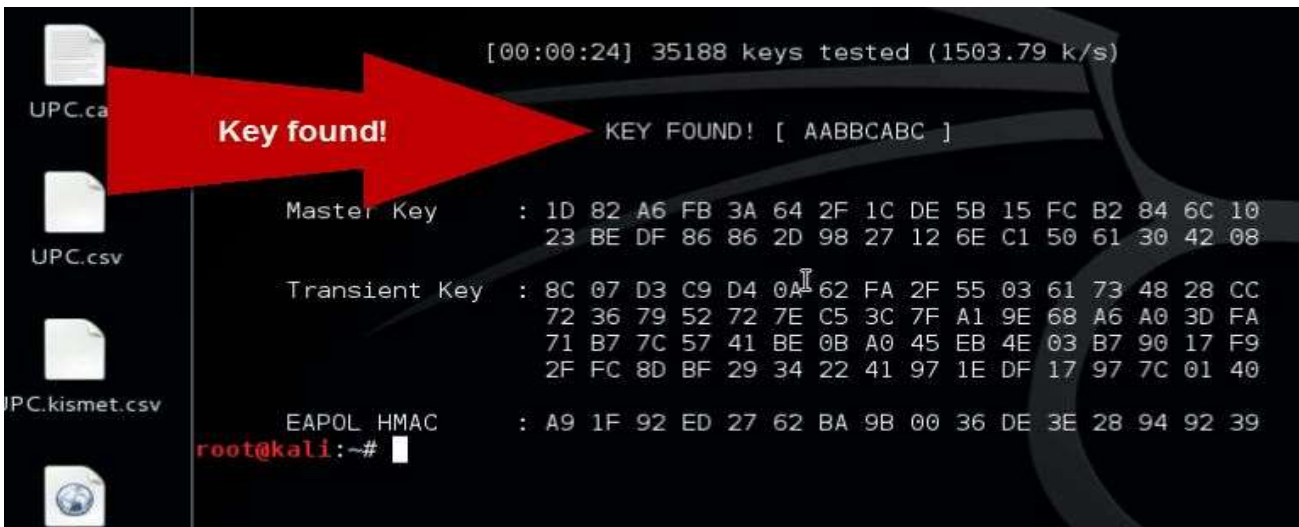 [00:00:24] 35188 keys tested (1503.79 k/s)
UPC.ca
Key found!
KEY FOUND! [ AABBCABC ]
Master Key : 1D 82 A6 FB 3A 64 2F 1C DE 5B 15 FC B2 84 6C 10
23 BE DF 86 86 2D 98 27 12 6E C1 50 61 30 42 08
UPC.csv
Transient Key : 8C 07 D3 C9 D4 0A 62 FA 2F 55 03 61 73 48 28 CC
72 36 79 52 72 7E C5 3C 7F A1 9E 68 A6 A0 3D FA
71 B7 7C 57 41 BE 0B A0 45 EB 4E 03 B7 90 17 F9
2F FC 8D BF 29 34 22 41 97 1E DF 17 97 7C 01 40
UPC.kismet.csv
EAPOL HMAC : A9 1F 92 ED 27 62 BA 9B 00 36 DE 3E 28 94 92 39
root@kali:~#